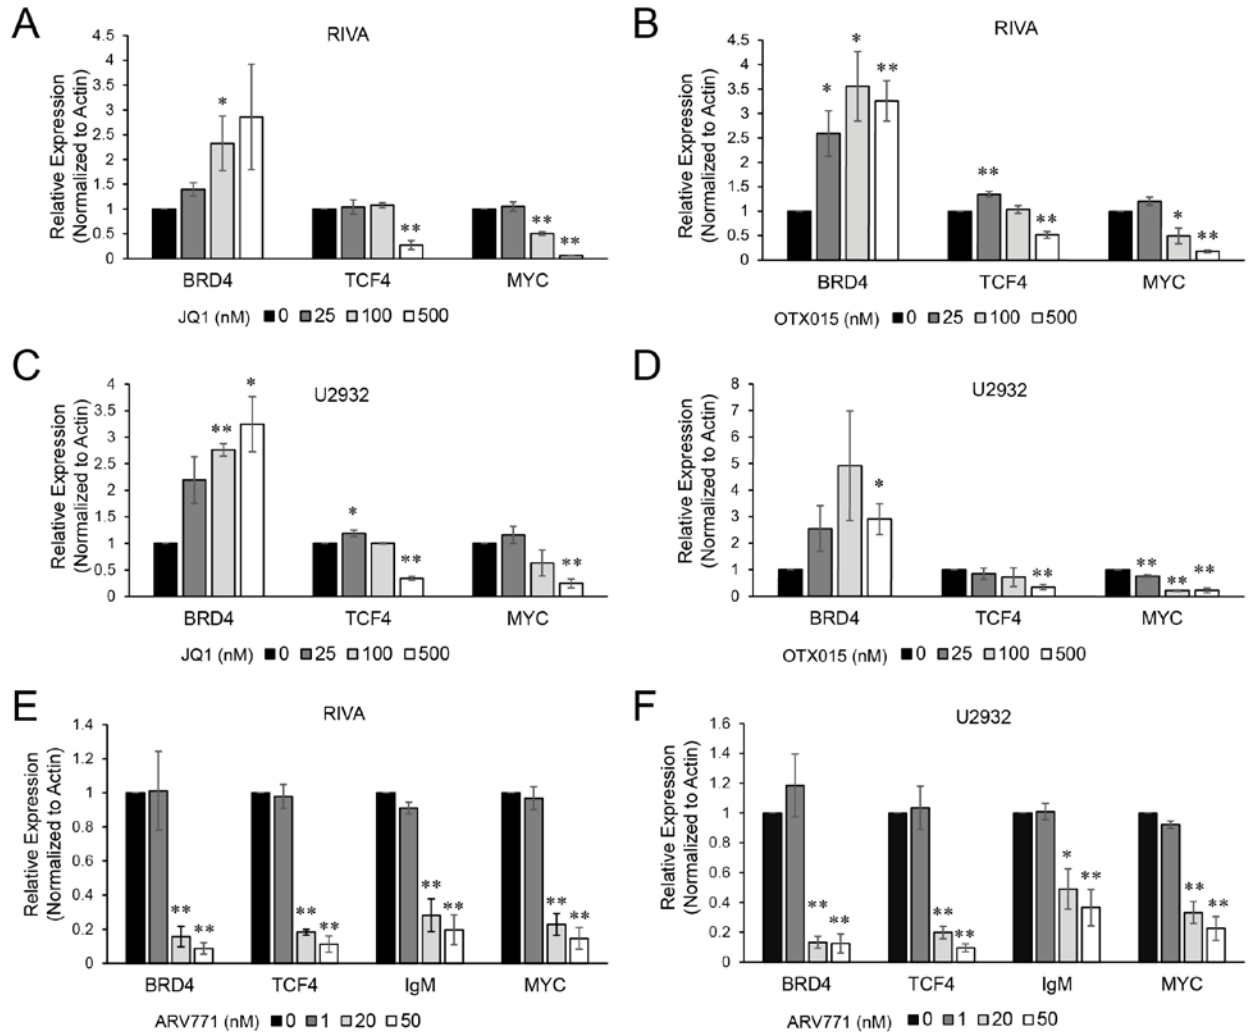 A
RIVA
Relative Expression
(Normalized to Actin)
4.5
4
3.5
3
2.5
2
1.5
1
0.5
0
*
**
**
**
BRD4 TCF4 MYC
JQ1 (nM) 0 25 100 500
B
RIVA
Relative Expression
(Normalized to Actin)
4.5
4
3.5
3
2.5
2
1.5
1
0.5
0
*
*
**
**
**
*
**
BRD4 TCF4 MYC
OTX015 (nM) 0 25 100 500
C
U2932
Relative Expression
(Normalized to Actin)
4
3.5
3
2.5
2
1.5
1
0.5
0
**
*
*
**
**
BRD4 TCF4 MYC
JQ1 (nM) 0 25 100 500
D
U2932
Relative Expression
(Normalized to Actin)
8
7
6
5
4
3
2
1
0
*
**
**
**
**
BRD4 TCF4 MYC
OTX015 (nM) 0 25 100 500
E
RIVA
Relative Expression
(Normalized to Actin)
1.4
1.2
1
0.8
0.6
0.4
0.2
0
**
**
**
**
**
**
**
**
BRD4 TCF4 IgM MYC
ARV771 (nM) 0 1 20 50
F
U2932
Relative Expression
(Normalized to Actin)
1.6
1.4
1.2
1
0.8
0.6
0.4
0.2
0
**
**
**
**
*
**
**
**
BRD4 TCF4 IgM MYC
ARV771 (nM) 0 1 20 50